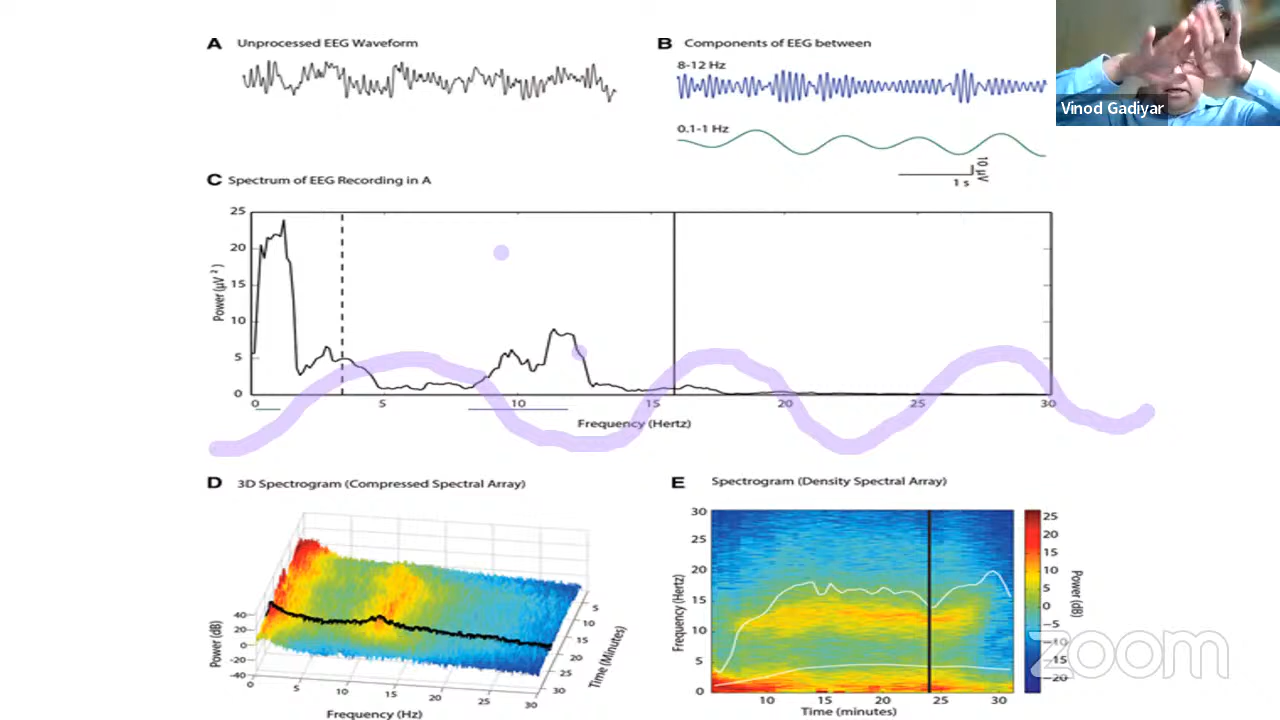 A Unprocessed EEG Waveform
B Components of EEG between
8-12 Hz
0.1-1 Hz
10 µV
1 s
Vinod Gadiyar
C Spectrum of EEG Recording in A
Power (µV²)
25
20
15
10
5
0
0 5 10 15 20 25 30
Frequency (Hertz)
D 3D Spectrogram (Compressed Spectral Array)
Power (dB)
40
20
0
-20
-40
0 5 10 15 20 25 30
Frequency (Hz)
5
10
15
20
25
30
Time (Minutes)
E Spectrogram (Density Spectral Array)
Frequency (Hertz)
30
25
20
15
10
5
0
10 15 20 25 30
Time (minutes)
25
20
15
10
5
0
-5
-10
-20
Power (dB)
zoom